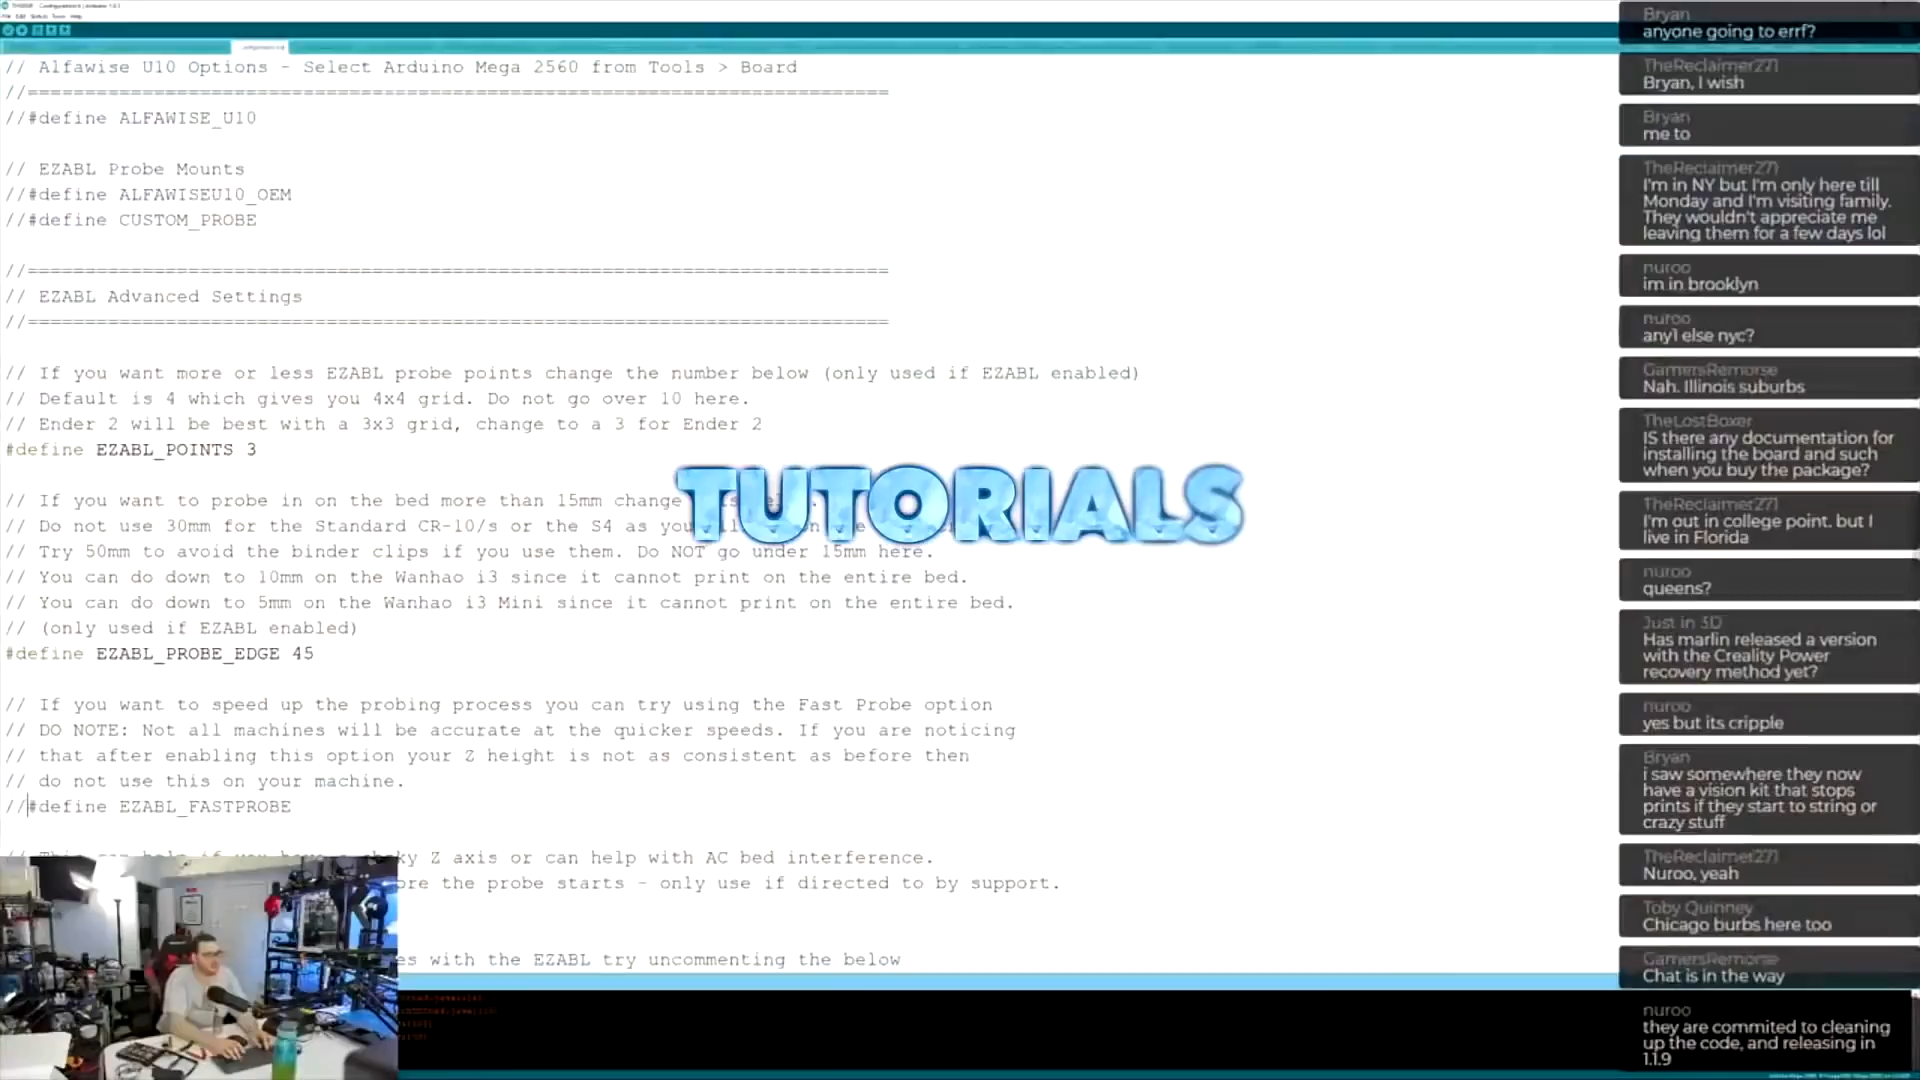 // Alfawise U10 Options - Select Arduino Mega 2560 from Tools > Board
//===========================================================================
//#define ALFAWISE_U10
// EZABL Probe Mounts
//#define ALFAWISEU10_OEM
//#define CUSTOM_PROBE
//===========================================================================
// EZABL Advanced Settings
//===========================================================================
// If you want more or less EZABL probe points change the number below (only used if EZABL enabled)
// Default is 4 which gives you 4x4 grid. Do not go over 10 here.
// Ender 2 will be best with a 3x3 grid, change to a 3 for Ender 2
#define EZABL_POINTS 3
// If you want to probe in on the bed more than 15mm change
// Do not use 30mm for the Standard CR-10/s or the S4 as you
TUTORIALS
// Try 50mm to avoid the binder clips if you use them. Do NOT go under 15mm here.
// You can do down to 10mm on the Wanhao i3 since it cannot print on the entire bed.
// You can do down to 5mm on the Wanhao i3 Mini since it cannot print on the entire bed.
// (only used if EZABL enabled)
#define EZABL_PROBE_EDGE 45
// If you want to speed up the probing process you can try using the Fast Probe option
// DO NOTE: Not all machines will be accurate at the quicker speeds. If you are noticing
// that after enabling this option your Z height is not as consistent as before then
// do not use this on your machine.
//#define EZABL_FASTPROBE
Z axis or can help with AC bed interference.
the probe starts - only use if directed to by support.
with the EZABL try uncommenting the below
Bryan
anyone going to errf?
TheReclaimer271
Bryan, I wish
Bryan
me to
TheReclaimer271
I'm in NY but I'm only here till
Monday and I'm visiting family.
They wouldn't appreciate me
leaving them for a few days lol
nuroo
im in brooklyn
nuroo
any1 else nyc?
GamersRemorse
Nah. Illinois suburbs
TheLostBoxer
IS there any documentation for
installing the board and such
when you buy the package?
TheReclaimer271
I'm out in college point. but I
live in Florida
nuroo
queens?
Just in 3D
Has marlin released a version
with the Creality Power
recovery method yet?
nuroo
yes but its cripple
Bryan
i saw somewhere they now
have a vision kit that stops
prints if they start to string or
crazy stuff
TheReclaimer271
Nuroo, yeah
Toby Quinney
Chicago burbs here too
GamersRemorse
Chat is in the way
nuroo
they are commited to cleaning
up the code, and releasing in
1.1.9